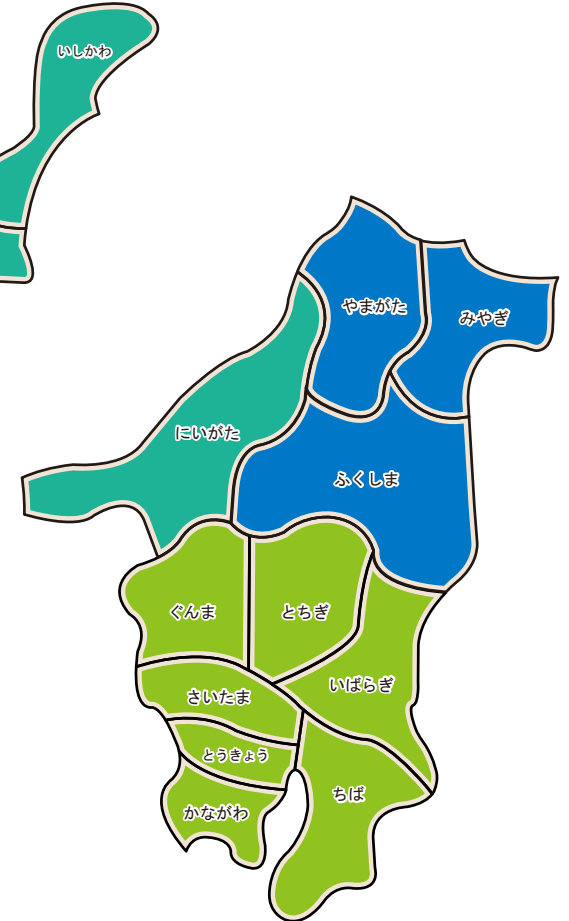 いしかわ
やまがた
みやぎ
にいがた
ふくしま
ぐんま
とちぎ
いばらぎ
さいたま
とうきょう
ちば
かながわ